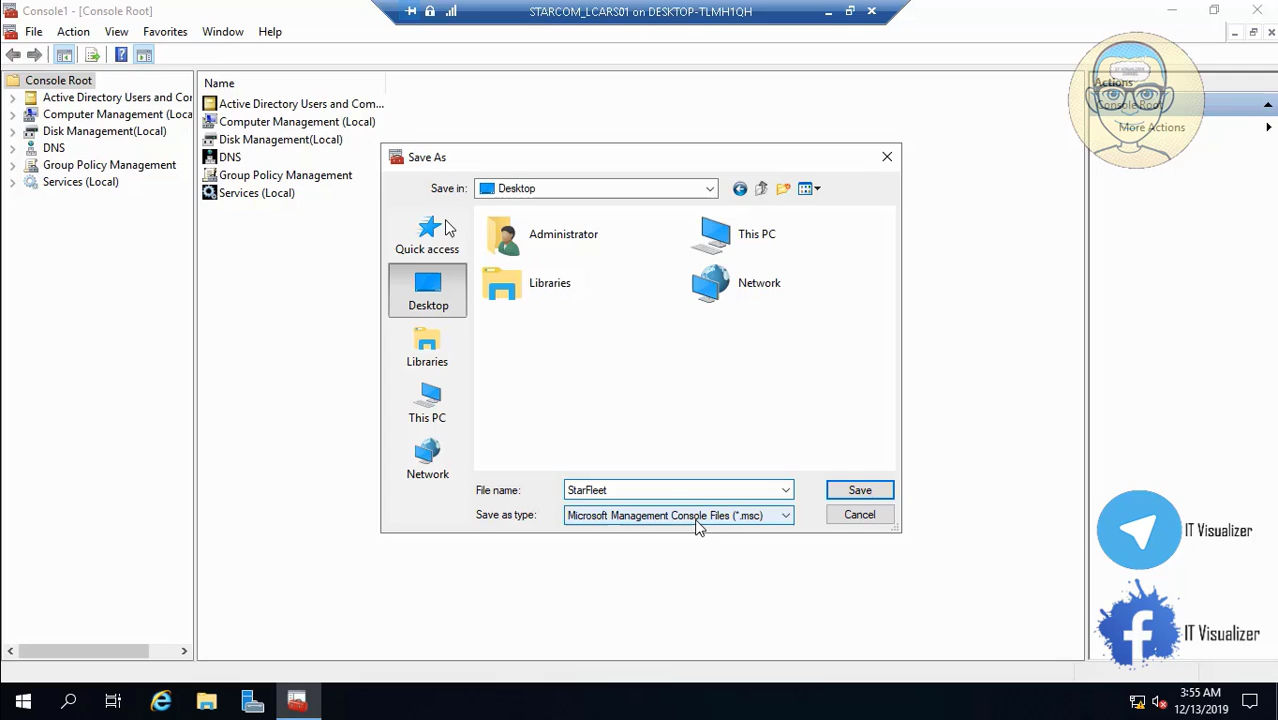 Console1 - [Console Root]
STARCOM_LCARS01 on DESKTOP-TLMH1QH
File Action View Favorites Window Help
Console Root
Active Directory Users and Cor
Computer Management (Loca
Disk Management(Local)
DNS
Group Policy Management
Services (Local)
Name
Active Directory Users and Com...
Computer Management (Local)
Disk Management(Local)
DNS
Group Policy Management
Services (Local)
Actions
Console Root
More Actions
Save As
Save in: Desktop
Quick access
Desktop
Libraries
This PC
Network
Administrator
This PC
Libraries
Network
File name: StarFleet
Save
Save as type: Microsoft Management Console Files (*.msc)
Cancel
IT Visualizer
IT Visualizer
3:55 AM
12/13/2019